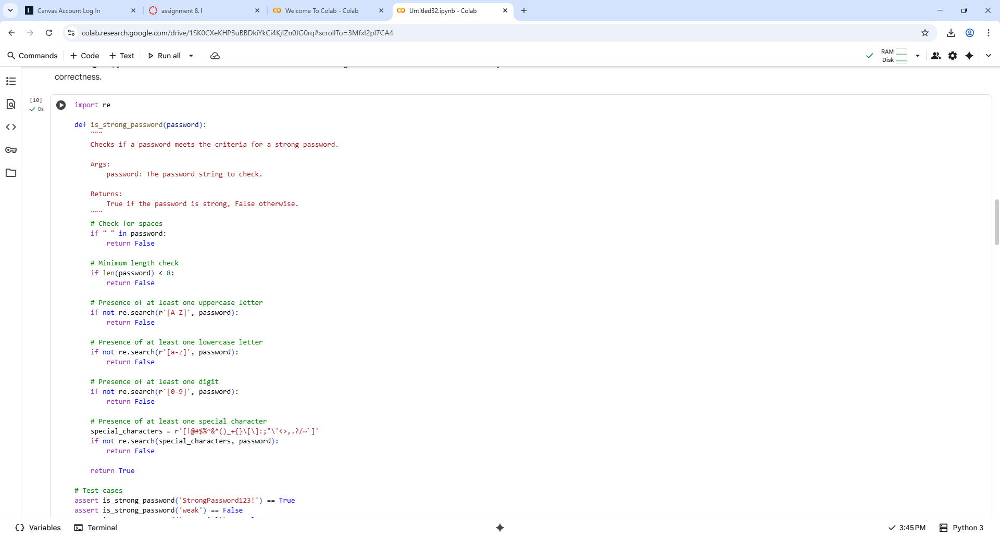 Canvas Account Log In
assignment 8.1
Welcome To Colab - Colab
Untitled32.ipynb - Colab
colab.research.google.com/drive/1SK0CXeKHP3uBBDkiYkCi4KjIZn0JG0rq#scrollTo=3Mfxl2pl7CA4
Commands
+ Code
+ Text
Run all
RAM
Disk
correctness.
[10]
0s
import re
def is_strong_password(password):
"""
Checks if a password meets the criteria for a strong password.
Args:
password: The password string to check.
Returns:
True if the password is strong, False otherwise.
"""
# Check for spaces
if " " in password:
return False
# Minimum length check
if len(password) < 8:
return False
# Presence of at least one uppercase letter
if not re.search(r'[A-Z]', password):
return False
# Presence of at least one lowercase letter
if not re.search(r'[a-z]', password):
return False
# Presence of at least one digit
if not re.search(r'[0-9]', password):
return False
# Presence of at least one special character
special_characters = r'[!@#$%^&*()_+{}\[\]:;"\'<>,.?/~`]'
if not re.search(special_characters, password):
return False
return True
# Test cases
assert is_strong_password('StrongPassword123!') == True
assert is_strong_password('weak') == False
{} Variables
Terminal
3:45 PM
Python 3